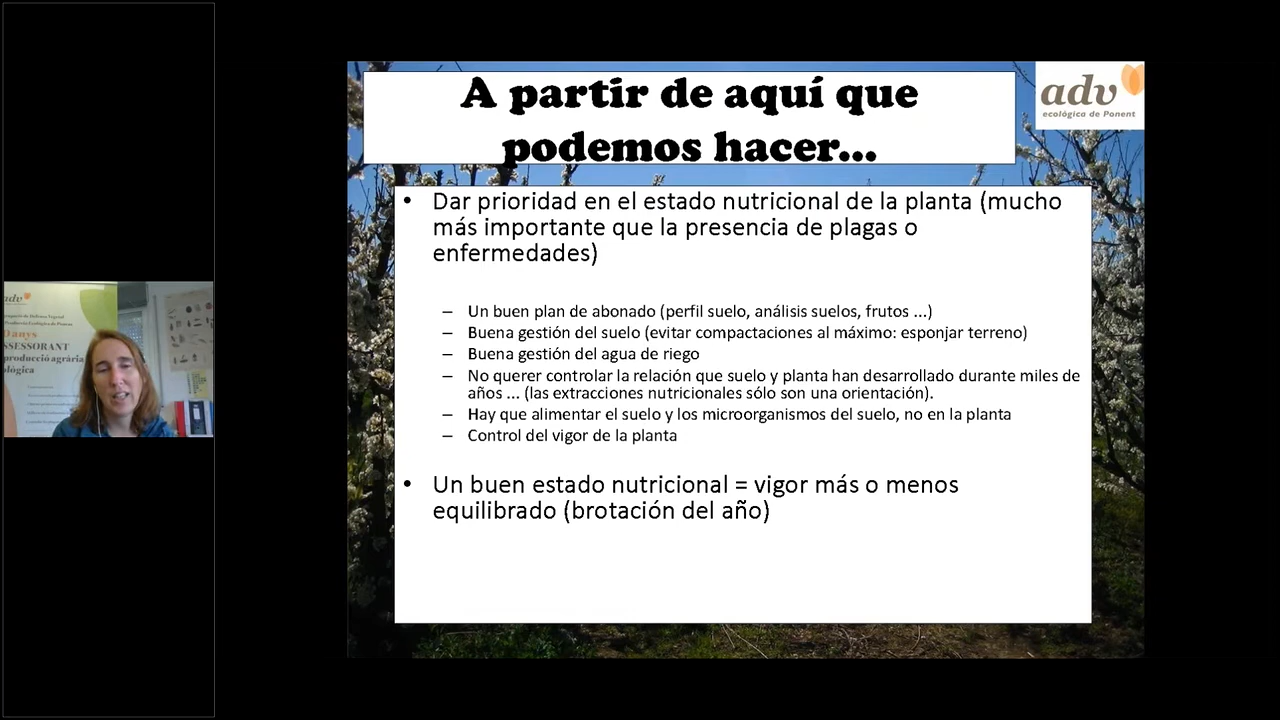 A partir de aquí que
podemos hacer...
adv
ecológica de Ponent
• Dar prioridad en el estado nutricional de la planta (mucho
más importante que la presencia de plagas o
enfermedades)
– Un buen plan de abonado (perfil suelo, análisis suelos, frutos ...)
– Buena gestión del suelo (evitar compactaciones al máximo: esponjar terreno)
– Buena gestión del agua de riego
– No querer controlar la relación que suelo y planta han desarrollado durante miles de
años ... (las extracciones nutricionales sólo son una orientación).
– Hay que alimentar el suelo y los microorganismos del suelo, no en la planta
– Control del vigor de la planta
• Un buen estado nutricional = vigor más o menos
equilibrado (brotación del año)
adv
Danys
SSESSORANT
producció agrària
ològica